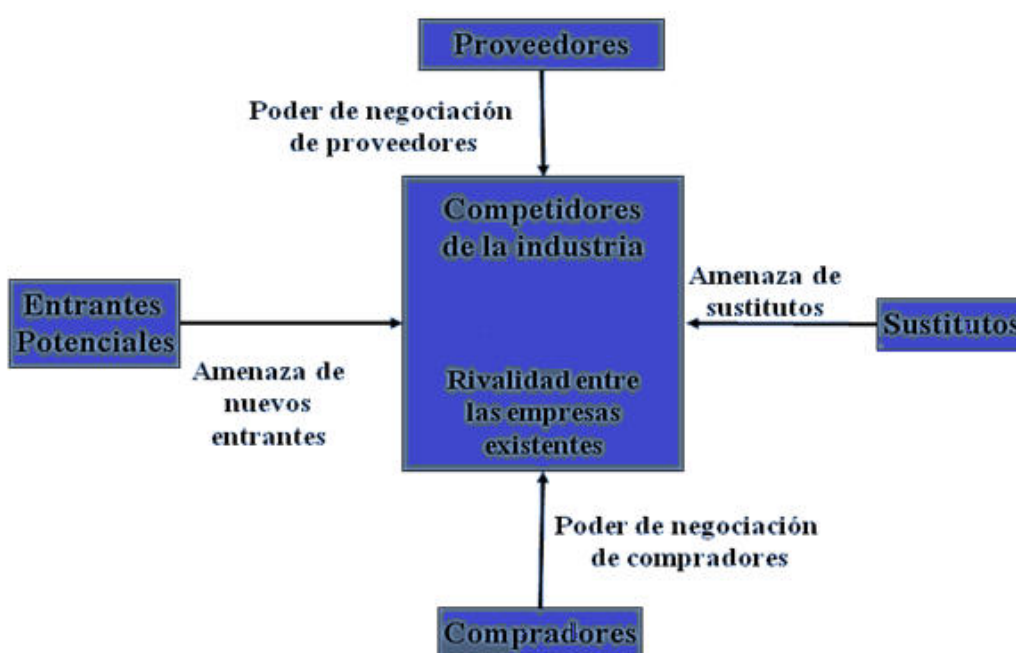 Proveedores
Poder de negociación
de proveedores
Competidores
de la industria
Amenaza de
sustitutos
Entrantes
Potenciales
Sustitutos
Amenaza de
nuevos
entrantes
Rivalidad entre
las empresas
existentes
Poder de negociación
de compradores
Compradores